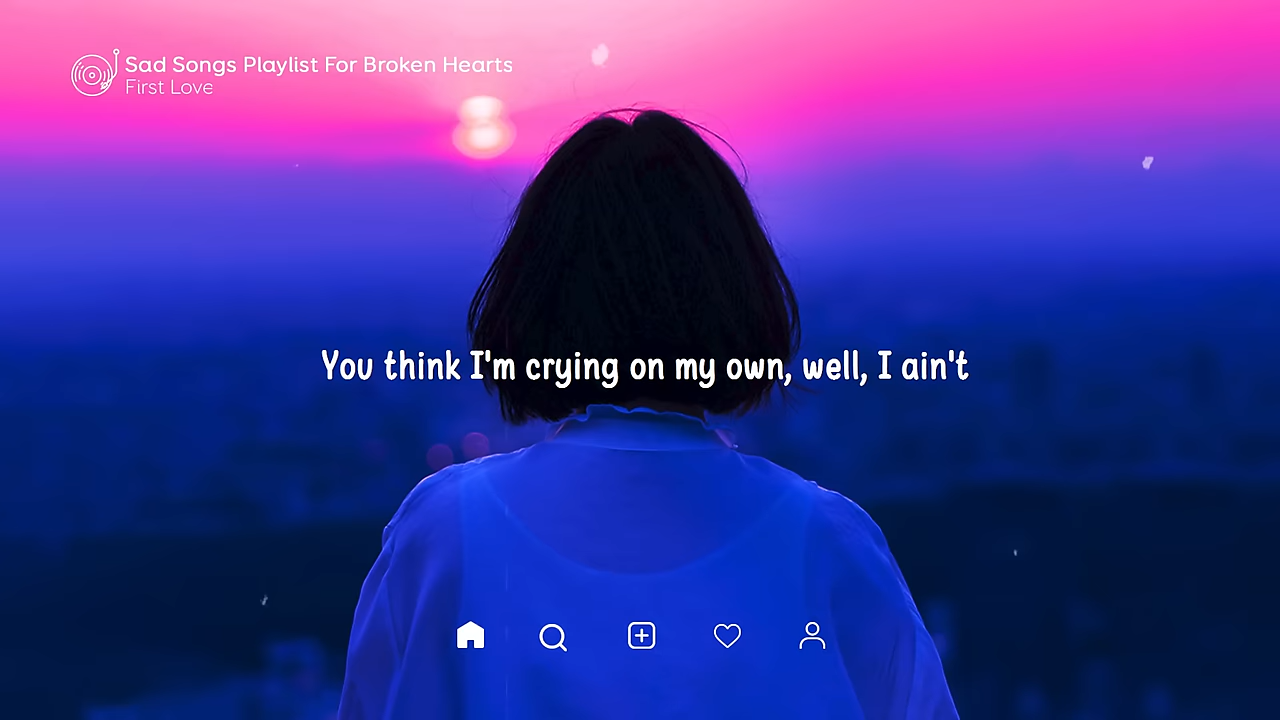 Sad Songs Playlist For Broken Hearts
First Love
You think I'm crying on my own, well, I ain't